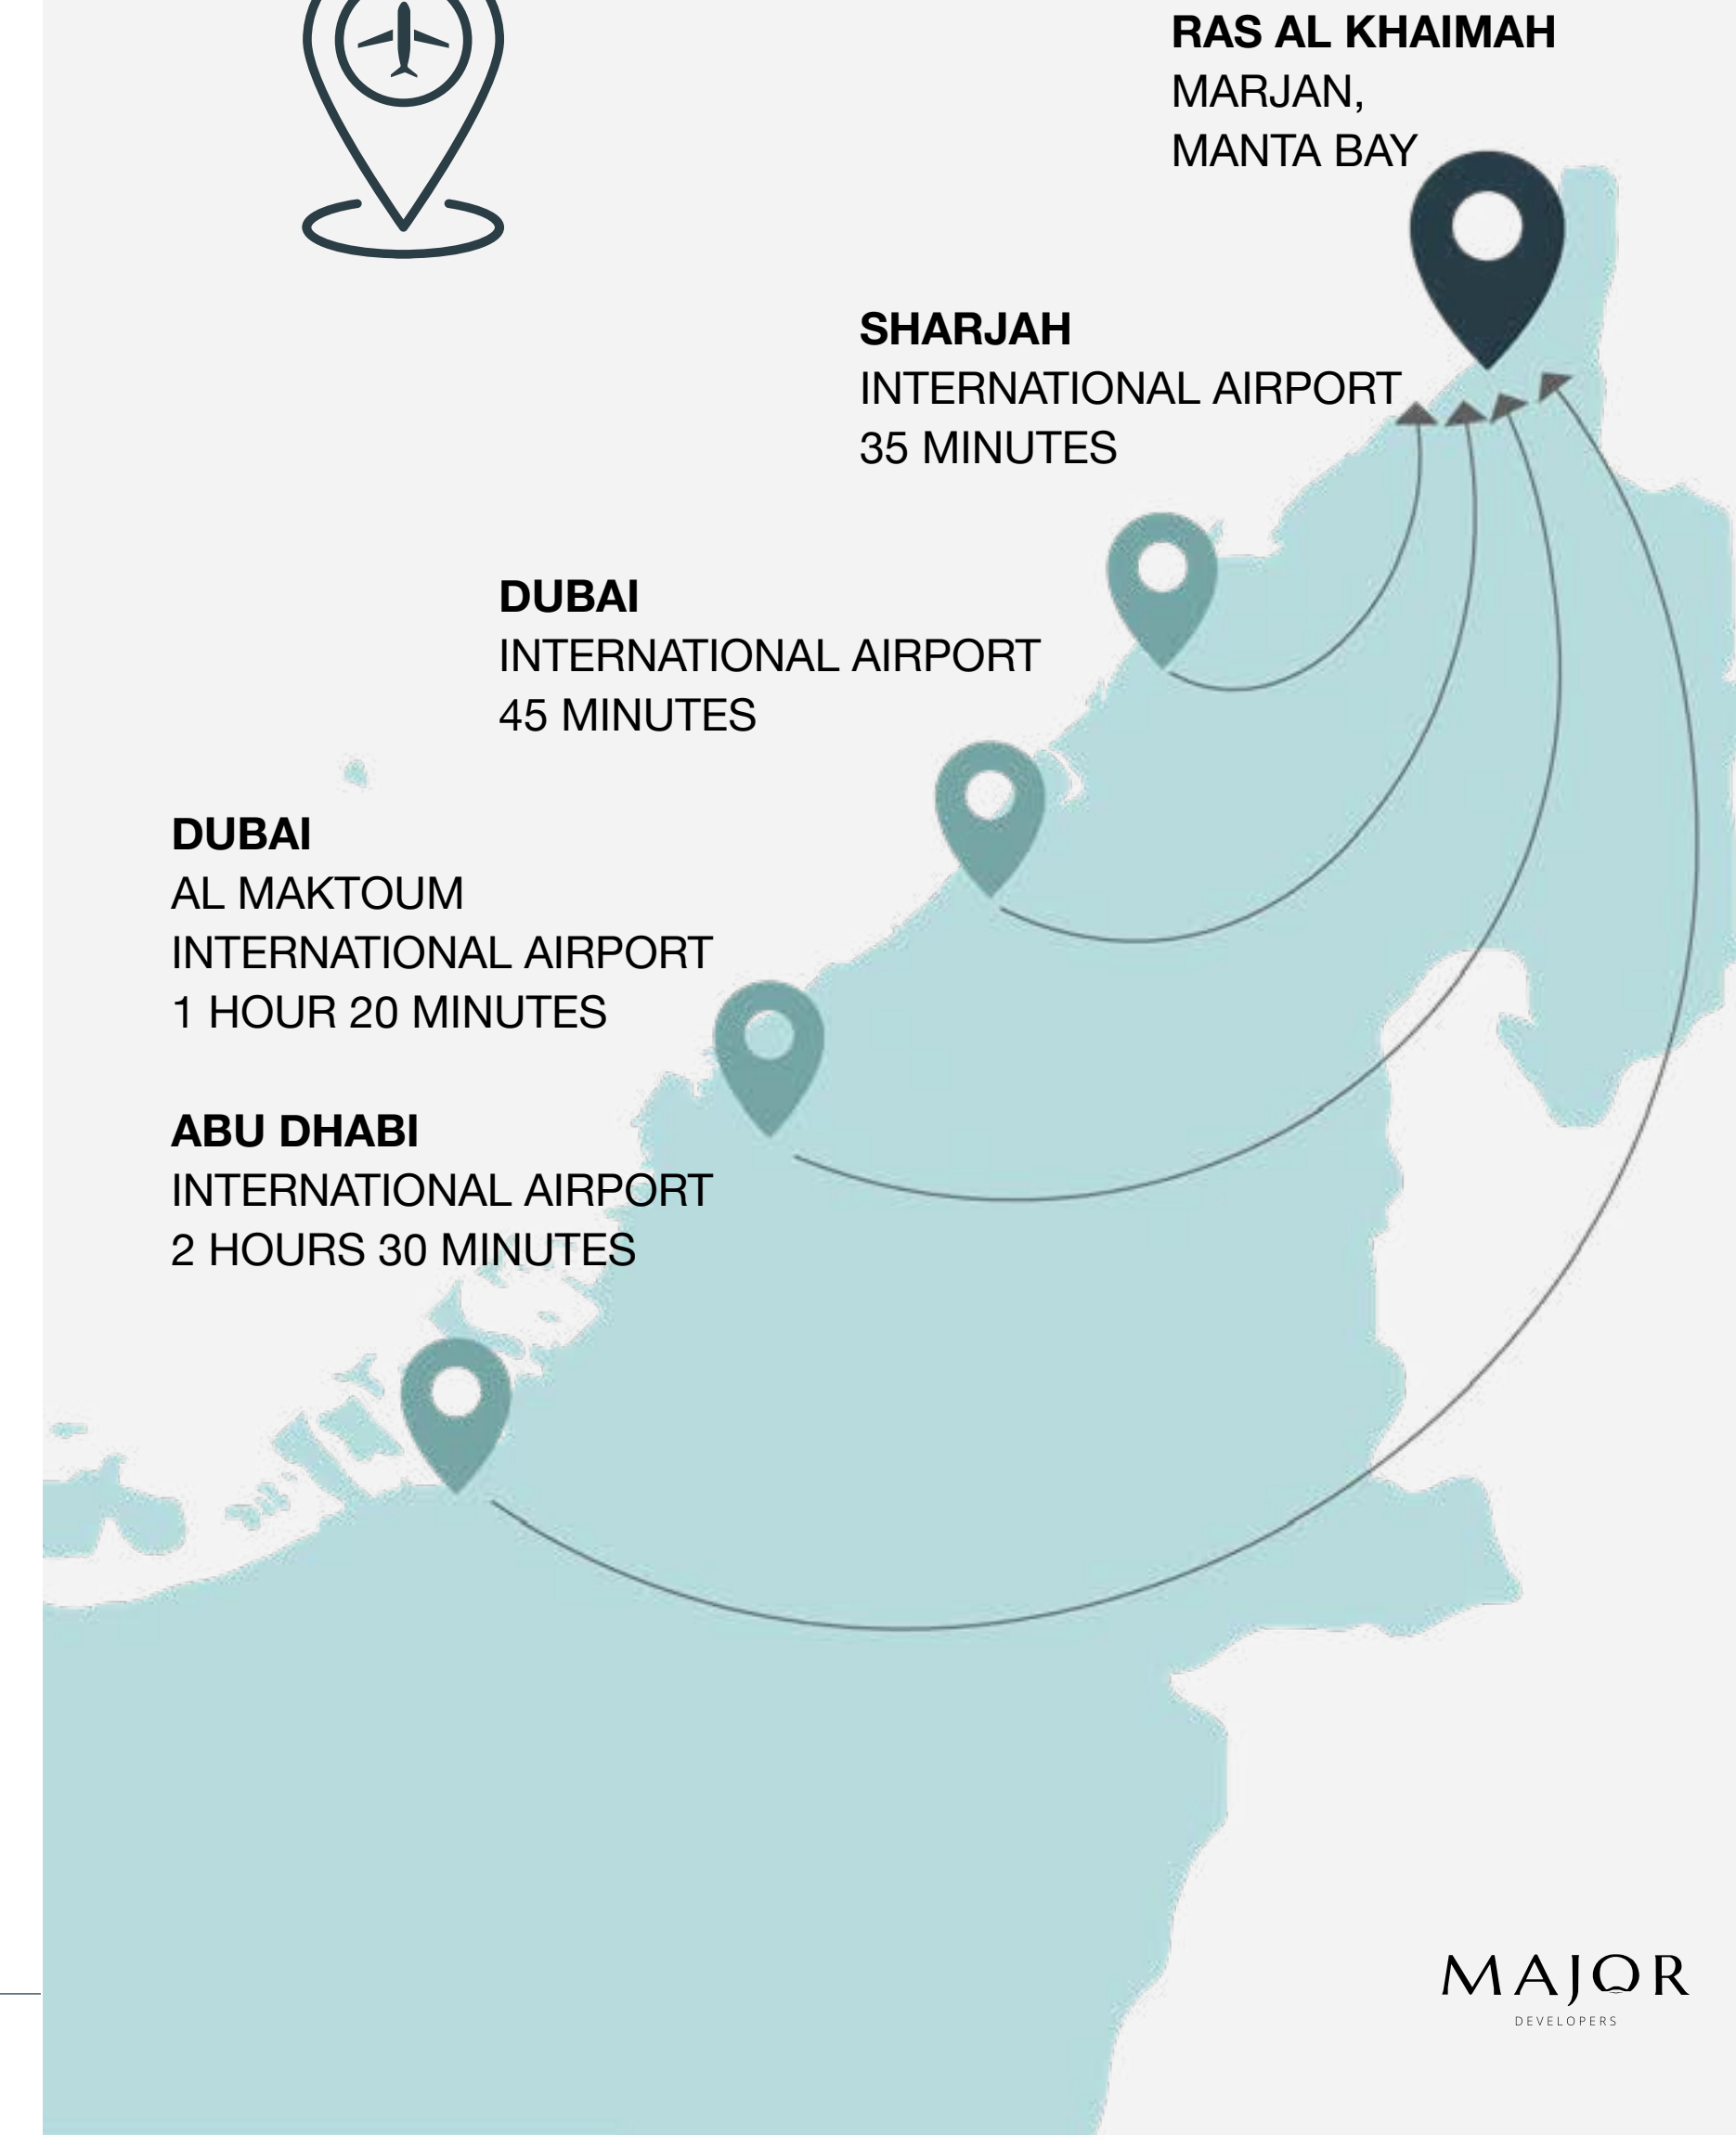 RAS AL KHAIMAH
MARJAN,
MANTA BAY
SHARJAH
INTERNATIONAL AIRPORT
35 MINUTES
DUBAI
INTERNATIONAL AIRPORT
45 MINUTES
DUBAI
AL MAKTOUM
INTERNATIONAL AIRPORT
1 HOUR 20 MINUTES
ABU DHABI
INTERNATIONAL AIRPORT
2 HOURS 30 MINUTES
MAJOR
DEVELOPERS